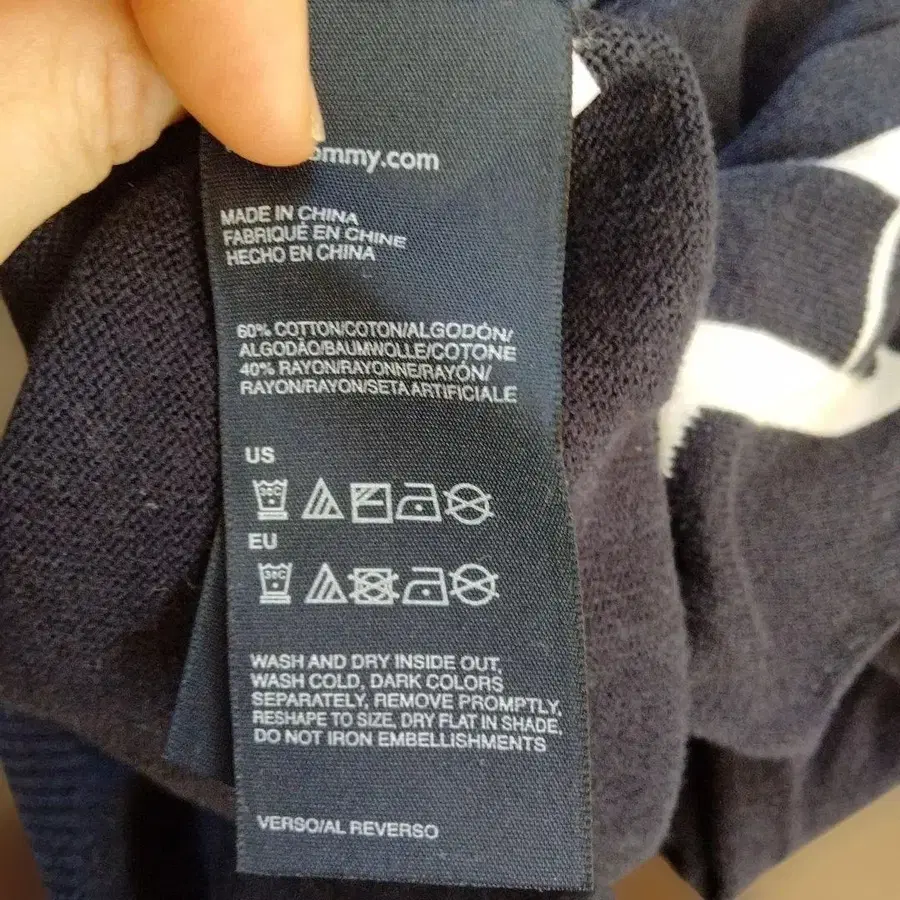 ommy.com
MADE IN CHINA
FABRIQUÉ EN CHINE
HECHO EN CHINA
60% COTTON/COTON/ALGODÓN/
ALGODÃO/BAUMWOLLE/COTONE
40% RAYON/RAYONNE/RAYÓN/
RAYON/RAYON/SETA ARTIFICIALE
US
30C
EU
30C
WASH AND DRY INSIDE OUT,
WASH COLD, DARK COLORS
SEPARATELY, REMOVE PROMPTLY,
RESHAPE TO SIZE, DRY FLAT IN SHADE,
DO NOT IRON EMBELLISHMENTS
VERSO/AL REVERSO